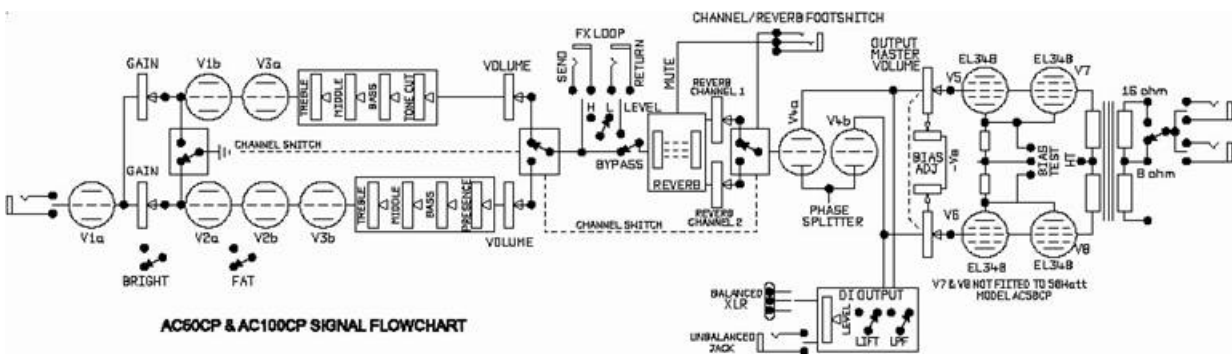 CHANNEL/REVERB FOOTSWITCH
FX LOOP
SEND
RETURN
MUTE
OUTPUT
MASTER
VOLUME
GAIN
V1b
V3a
TREBLE
MIDDLE
BASS
TONE CUT
VOLUME
H
L
LEVEL
BYPASS
REVERB
CHANNEL 1
REVERB
REVERB
CHANNEL 2
V4a
V4b
PHASE
SPLITTER
V5
EL34B
EL34B
V7
BIAS
ADJ
-Va
BIAS
TEST
HT
16 ohm
8 ohm
V6
V8
EL34B
EL34B
V7 & V8 NOT FITTED TO 50Watt
MODEL AC50CP
CHANNEL SWITCH
GAIN
V1a
V2a
V2b
V3b
TREBLE
MIDDLE
BASS
PRESENCE
VOLUME
CHANNEL SWITCH
BRIGHT
FAT
BALANCED
XLR
UNBALANCED
JACK
DI OUTPUT
LEVEL
LIFT
LPF
AC50CP & AC100CP SIGNAL FLOWCHART